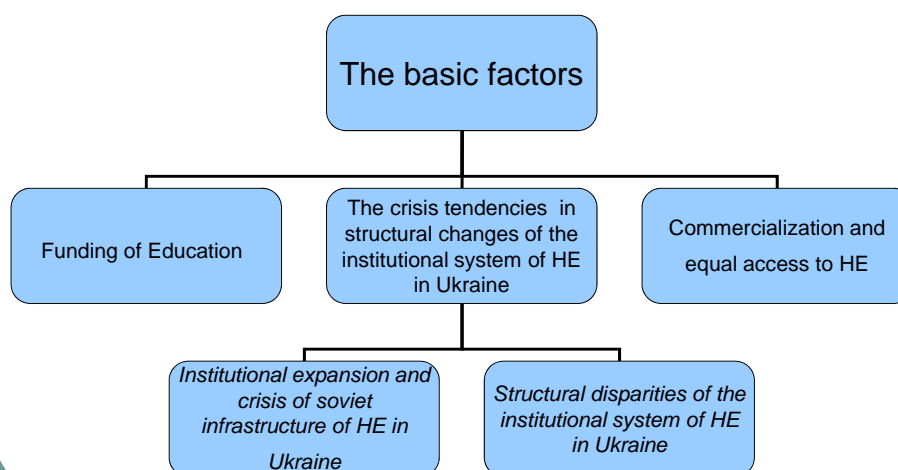 The basic factors
Funding of Education
The crisis tendencies in
structural changes of the
institutional system of HE
in Ukraine
Commercialization and
equal access to HE
Institutional expansion and
crisis of soviet
infrastructure of HE in
Ukraine
Structural disparities of the
institutional system of HE
in Ukraine